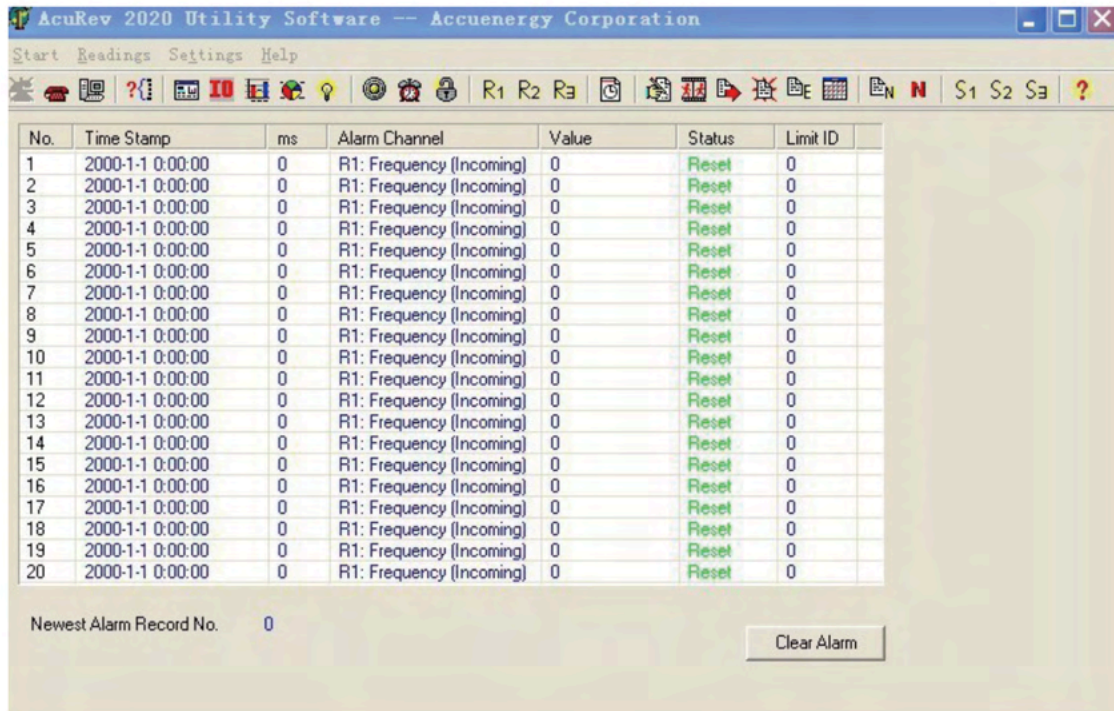 AcuRev 2020 Utility Software -- Accuenergy Corporation
Start Readings Settings Help
?{} IO R1 R2 R3 EF EN N S1 S2 S3 ?
No. Time Stamp ms Alarm Channel Value Status Limit ID
1 2000-1-1 0:00:00 0 R1: Frequency (Incoming) 0 Reset 0
2 2000-1-1 0:00:00 0 R1: Frequency (Incoming) 0 Reset 0
3 2000-1-1 0:00:00 0 R1: Frequency (Incoming) 0 Reset 0
4 2000-1-1 0:00:00 0 R1: Frequency (Incoming) 0 Reset 0
5 2000-1-1 0:00:00 0 R1: Frequency (Incoming) 0 Reset 0
6 2000-1-1 0:00:00 0 R1: Frequency (Incoming) 0 Reset 0
7 2000-1-1 0:00:00 0 R1: Frequency (Incoming) 0 Reset 0
8 2000-1-1 0:00:00 0 R1: Frequency (Incoming) 0 Reset 0
9 2000-1-1 0:00:00 0 R1: Frequency (Incoming) 0 Reset 0
10 2000-1-1 0:00:00 0 R1: Frequency (Incoming) 0 Reset 0
11 2000-1-1 0:00:00 0 R1: Frequency (Incoming) 0 Reset 0
12 2000-1-1 0:00:00 0 R1: Frequency (Incoming) 0 Reset 0
13 2000-1-1 0:00:00 0 R1: Frequency (Incoming) 0 Reset 0
14 2000-1-1 0:00:00 0 R1: Frequency (Incoming) 0 Reset 0
15 2000-1-1 0:00:00 0 R1: Frequency (Incoming) 0 Reset 0
16 2000-1-1 0:00:00 0 R1: Frequency (Incoming) 0 Reset 0
17 2000-1-1 0:00:00 0 R1: Frequency (Incoming) 0 Reset 0
18 2000-1-1 0:00:00 0 R1: Frequency (Incoming) 0 Reset 0
19 2000-1-1 0:00:00 0 R1: Frequency (Incoming) 0 Reset 0
20 2000-1-1 0:00:00 0 R1: Frequency (Incoming) 0 Reset 0
Newest Alarm Record No. 0
Clear Alarm